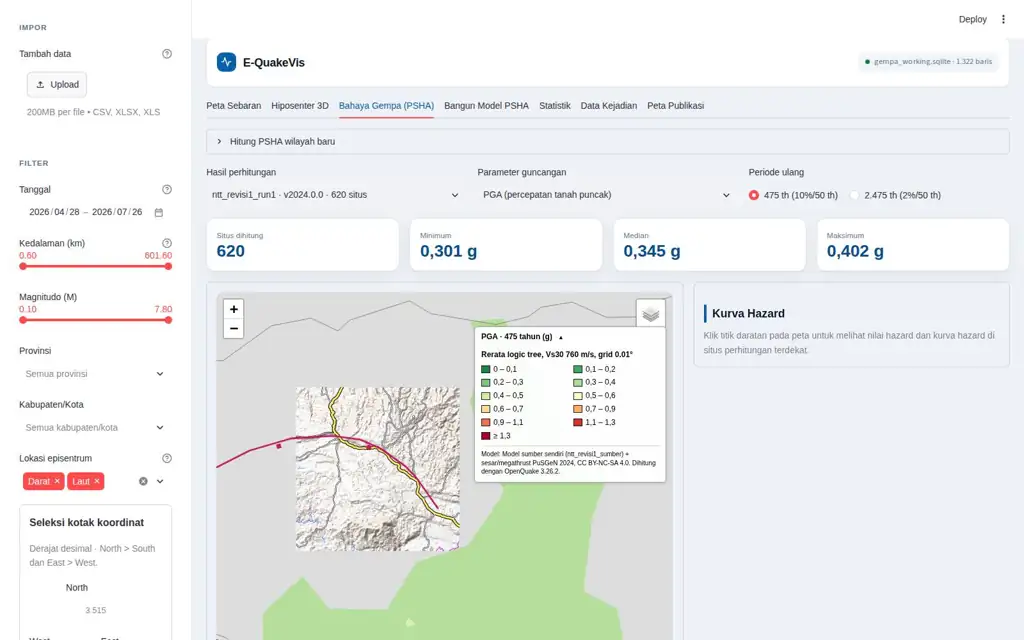 Deploy
IMPOR
Tambah data
Upload
200MB per file • CSV, XLSX, XLS
FILTER
Tanggal
2026/04/28 – 2026/07/26
Kedalaman (km)
0.60 601.60
Magnitudo (M)
0.10 7.80
Provinsi
Semua provinsi
Kabupaten/Kota
Semua kabupaten/kota
Lokasi episentrum
Darat × Laut ×
Seleksi kotak koordinat
Derajat desimal · North > South
dan East > West.
North
3.515
West East
E-QuakeVis
gempa_working.sqlite · 1.322 baris
Peta Sebaran Hiposenter 3D Bahaya Gempa (PSHA) Bangun Model PSHA Statistik Data Kejadian Peta Publikasi
Hitung PSHA wilayah baru
Hasil perhitungan Parameter guncangan Periode ulang
ntt_revisi1_run1 · v2024.0.0 · 620 situs PGA (percepatan tanah puncak) 475 th (10%/50 th) 2.475 th (2%/50 th)
Situs dihitung Minimum Median Maksimum
620 0,301 g 0,345 g 0,402 g
+
−
PGA · 475 tahun (g) ▲
Rerata logic tree, Vs30 760 m/s, grid 0.01°
0 – 0,1 0,1 – 0,2
0,2 – 0,3 0,3 – 0,4
0,4 – 0,5 0,5 – 0,6
0,6 – 0,7 0,7 – 0,9
0,9 – 1,1 1,1 – 1,3
≥ 1,3
Model: Model sumber sendiri (ntt_revisi1_sumber) +
sesar/megathrust PuSGeN 2024, CC BY-NC-SA 4.0. Dihitung
dengan OpenQuake 3.26.2.
Kurva Hazard
Klik titik daratan pada peta untuk melihat nilai hazard dan kurva hazard di
situs perhitungan terdekat.